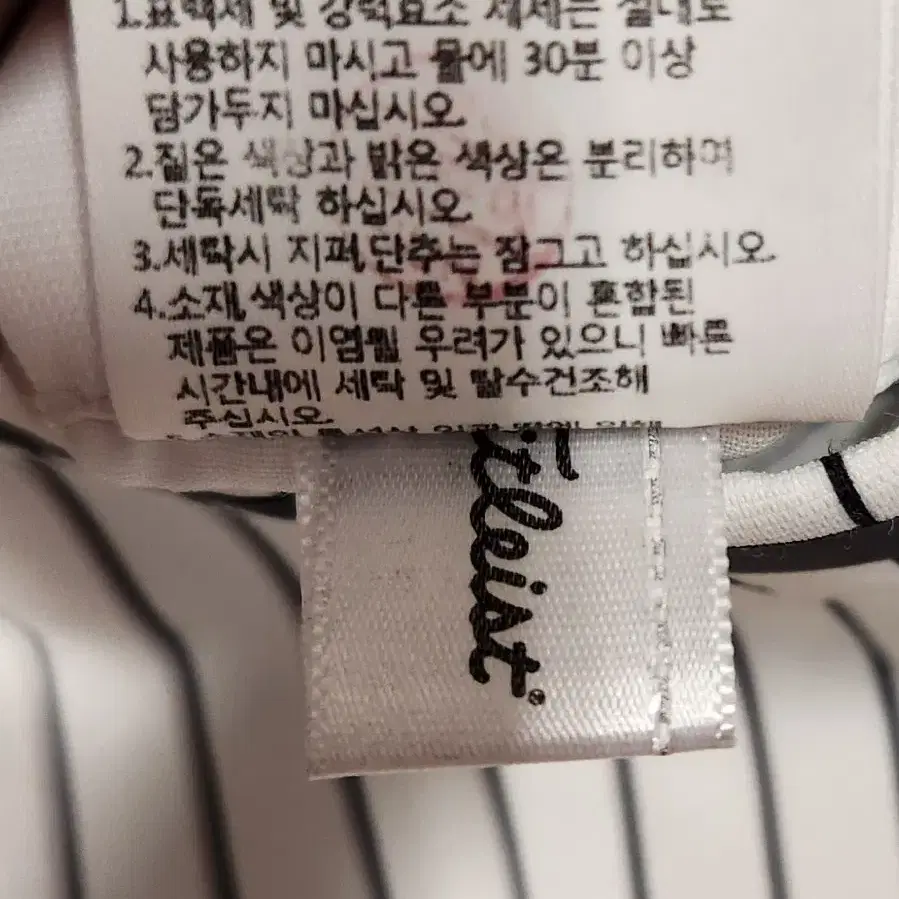 1.표백제 및 강력효소 세제는 절대로
사용하지 마시고 물에 30분 이상
담가두지 마십시오.
2.짙은 색상과 밝은 색상은 분리하여
단독세탁 하십시오.
3.세탁시 지퍼,단추는 잠그고 하십시오.
4.소재,색상이 다른 부분이 혼합된
제품은 이염될 우려가 있으니 빠른
시간내에 세탁 및 탈수건조해
주십시오.
Titleist®